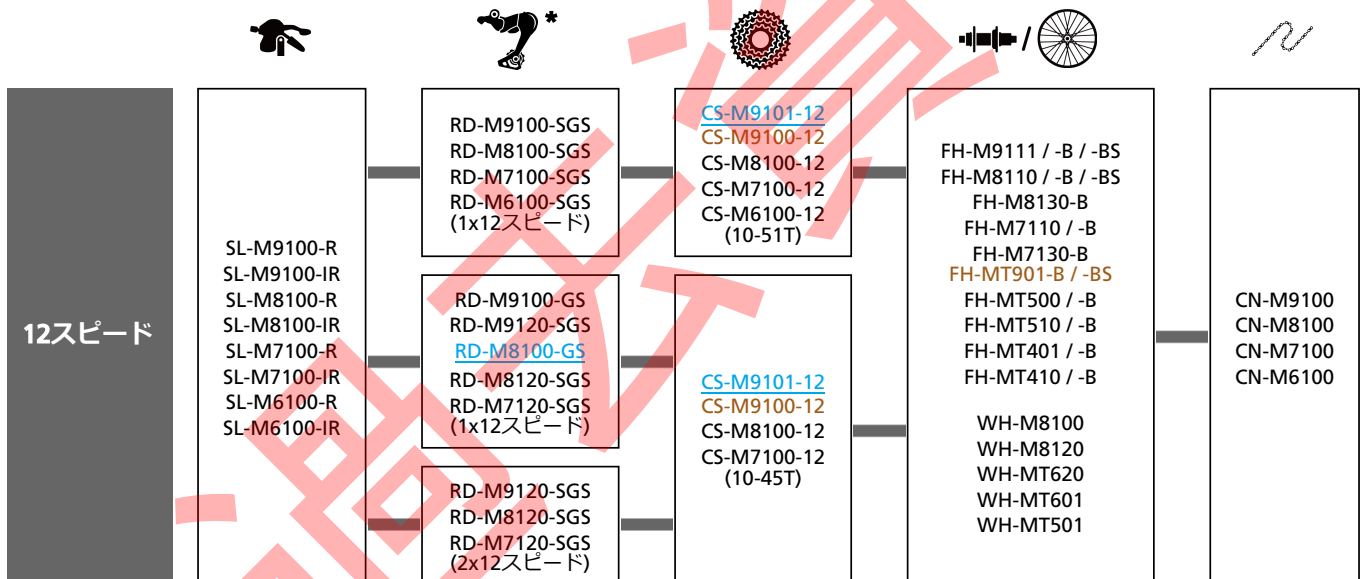 12スピード
SL-M9100-R
SL-M9100-IR
SL-M8100-R
SL-M8100-IR
SL-M7100-R
SL-M7100-IR
SL-M6100-R
SL-M6100-IR
*
RD-M9100-SGS
RD-M8100-SGS
RD-M7100-SGS
RD-M6100-SGS
(1x12スピード)
RD-M9100-GS
RD-M9120-SGS
RD-M8100-GS
RD-M8120-SGS
RD-M7120-SGS
(1x12スピード)
RD-M9120-SGS
RD-M8120-SGS
RD-M7120-SGS
(2x12スピード)
CS-M9101-12
CS-M9100-12
CS-M8100-12
CS-M7100-12
CS-M6100-12
(10-51T)
CS-M9101-12
CS-M9100-12
CS-M8100-12
CS-M7100-12
(10-45T)
/
FH-M9111 / -B / -BS
FH-M8110 / -B / -BS
FH-M8130-B
FH-M7110 / -B
FH-M7130-B
FH-MT901-B / -BS
FH-MT500 / -B
FH-MT510 / -B
FH-MT401 / -B
FH-MT410 / -B
WH-M8100
WH-M8120
WH-MT620
WH-MT601
WH-MT501
CN-M9100
CN-M8100
CN-M7100
CN-M6100